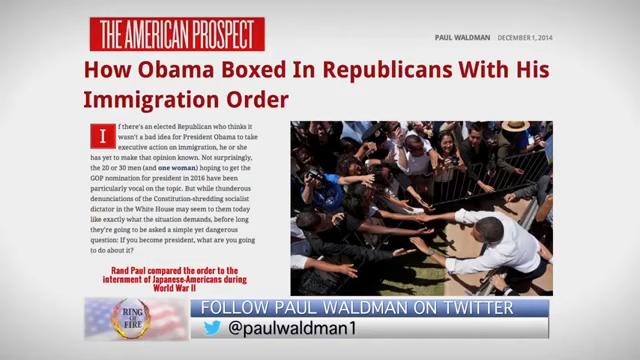 THE AMERICAN PROSPECT
PAUL WALDMAN DECEMBER 1, 2014
How Obama Boxed In Republicans With His
Immigration Order
If there's an elected Republican who thinks it
wasn't a bad idea for President Obama to take
executive action on immigration, he or she
has yet to make that opinion known. Not surprisingly,
the 20 or 30 men (and one woman) hoping to get the
GOP nomination for president in 2016 have been
particularly vocal on the topic. But while thunderous
denunciations of the Constitution-shredding socialist
dictator in the White House may seem to them today
like exactly what the situation demands, before long
they're going to be asked a simple yet dangerous
question: If you become president, what are you going
to do about it?
Rand Paul compared the order to the
internment of Japanese-Americans during
World War II
RING
OF
FIRE
FOLLOW PAUL WALDMAN ON TWITTER
@paulwaldman1